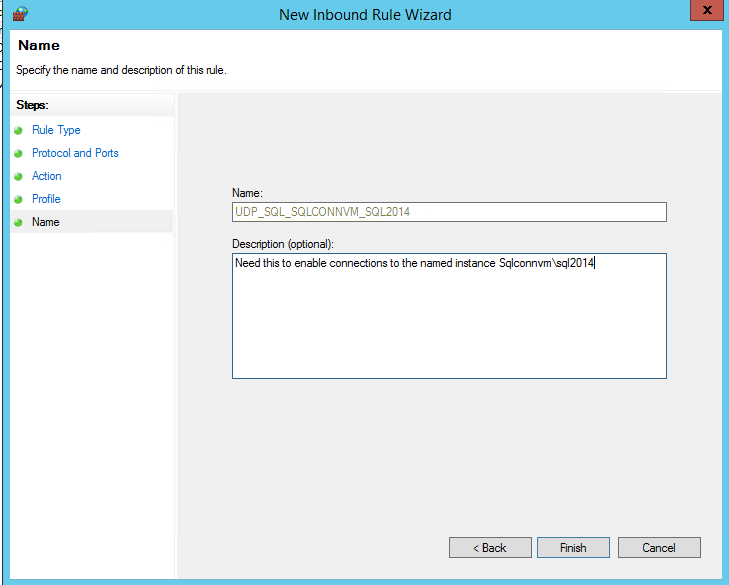 New Inbound Rule Wizard
x
Name
Specify the name and description of this rule.
Steps:
Rule Type
Protocol and Ports
Action
Profile
Name
Name:
UDP_SQL_SQLCONNVM_SQL2014
Description (optional):
Need this to enable connections to the named instance Sqlconnvm\sql2014
< Back
Finish
Cancel